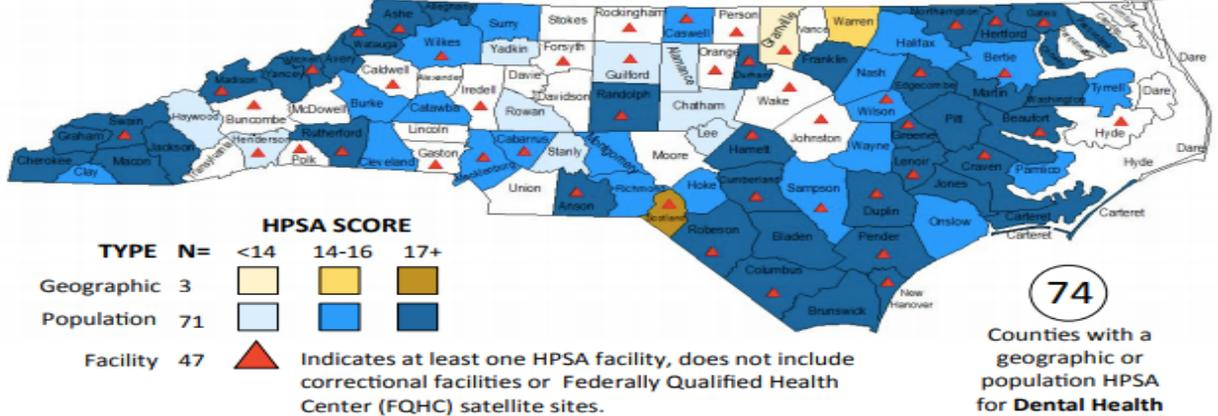 Ashe
Alleghany
Surry
Stokes
Rockingham
Caswell
Person
Granville
Vance
Warren
Northampton
Gates
Hertford
Halifax
Watauga
Wilkes
Yadkin
Forsyth
Guilford
Alamance
Orange
Durham
Franklin
Nash
Bertie
Dare
Madison
Yancey
Avery
Caldwell
Alexander
Iredell
Davie
Davidson
Randolph
Chatham
Wake
Edgecombe
Martin
Washington
Tyrrell
Dare
Swain
Haywood
Buncombe
McDowell
Burke
Catawba
Rowan
Wilson
Pitt
Beaufort
Hyde
Graham
Jackson
Henderson
Rutherford
Lincoln
Cabarrus
Stanly
Montgomery
Lee
Johnston
Greene
Wayne
Dare
Cherokee
Macon
Clay
Transylvania
Polk
Cleveland
Gaston
Mecklenburg
Moore
Harnett
Lenoir
Craven
Pamlico
Hyde
Union
Anson
Richmond
Hoke
Cumberland
Sampson
Duplin
Jones
Onslow
Carteret
Carteret
Carteret
Scotland
Robeson
Bladen
Pender
Columbus
Brunswick
New
Hanover
HPSA SCORE
TYPE N= <14 14-16 17+
Geographic 3
Population 71
Facility 47 Indicates at least one HPSA facility, does not include
correctional facilities or Federally Qualified Health
Center (FQHC) satellite sites.
74
Counties with a
geographic or
population HPSA
for Dental Health